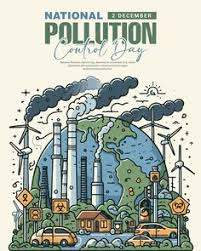 NATIONAL
2 DECEMBER
POLLUTION
Control Day